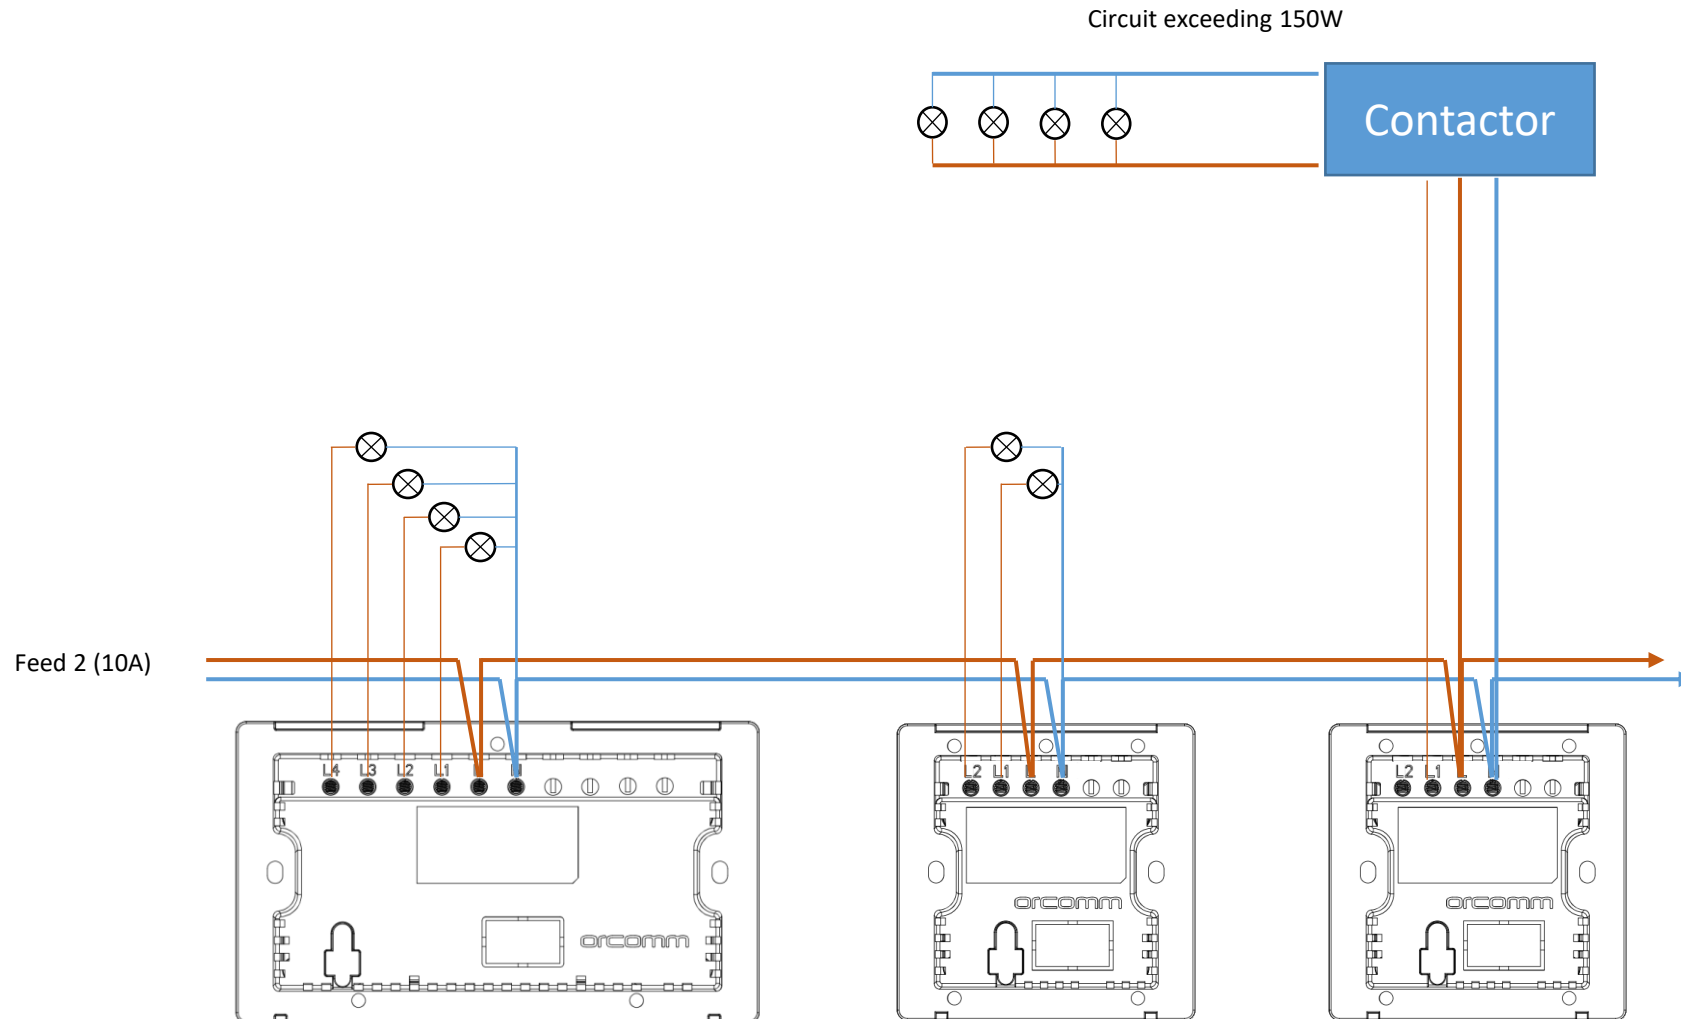 Circuit exceeding 150W
Contactor
Feed 2 (10A)
L4 L3 L2 L1
L2 L1
L2 L1
orcomm
orcomm
orcomm